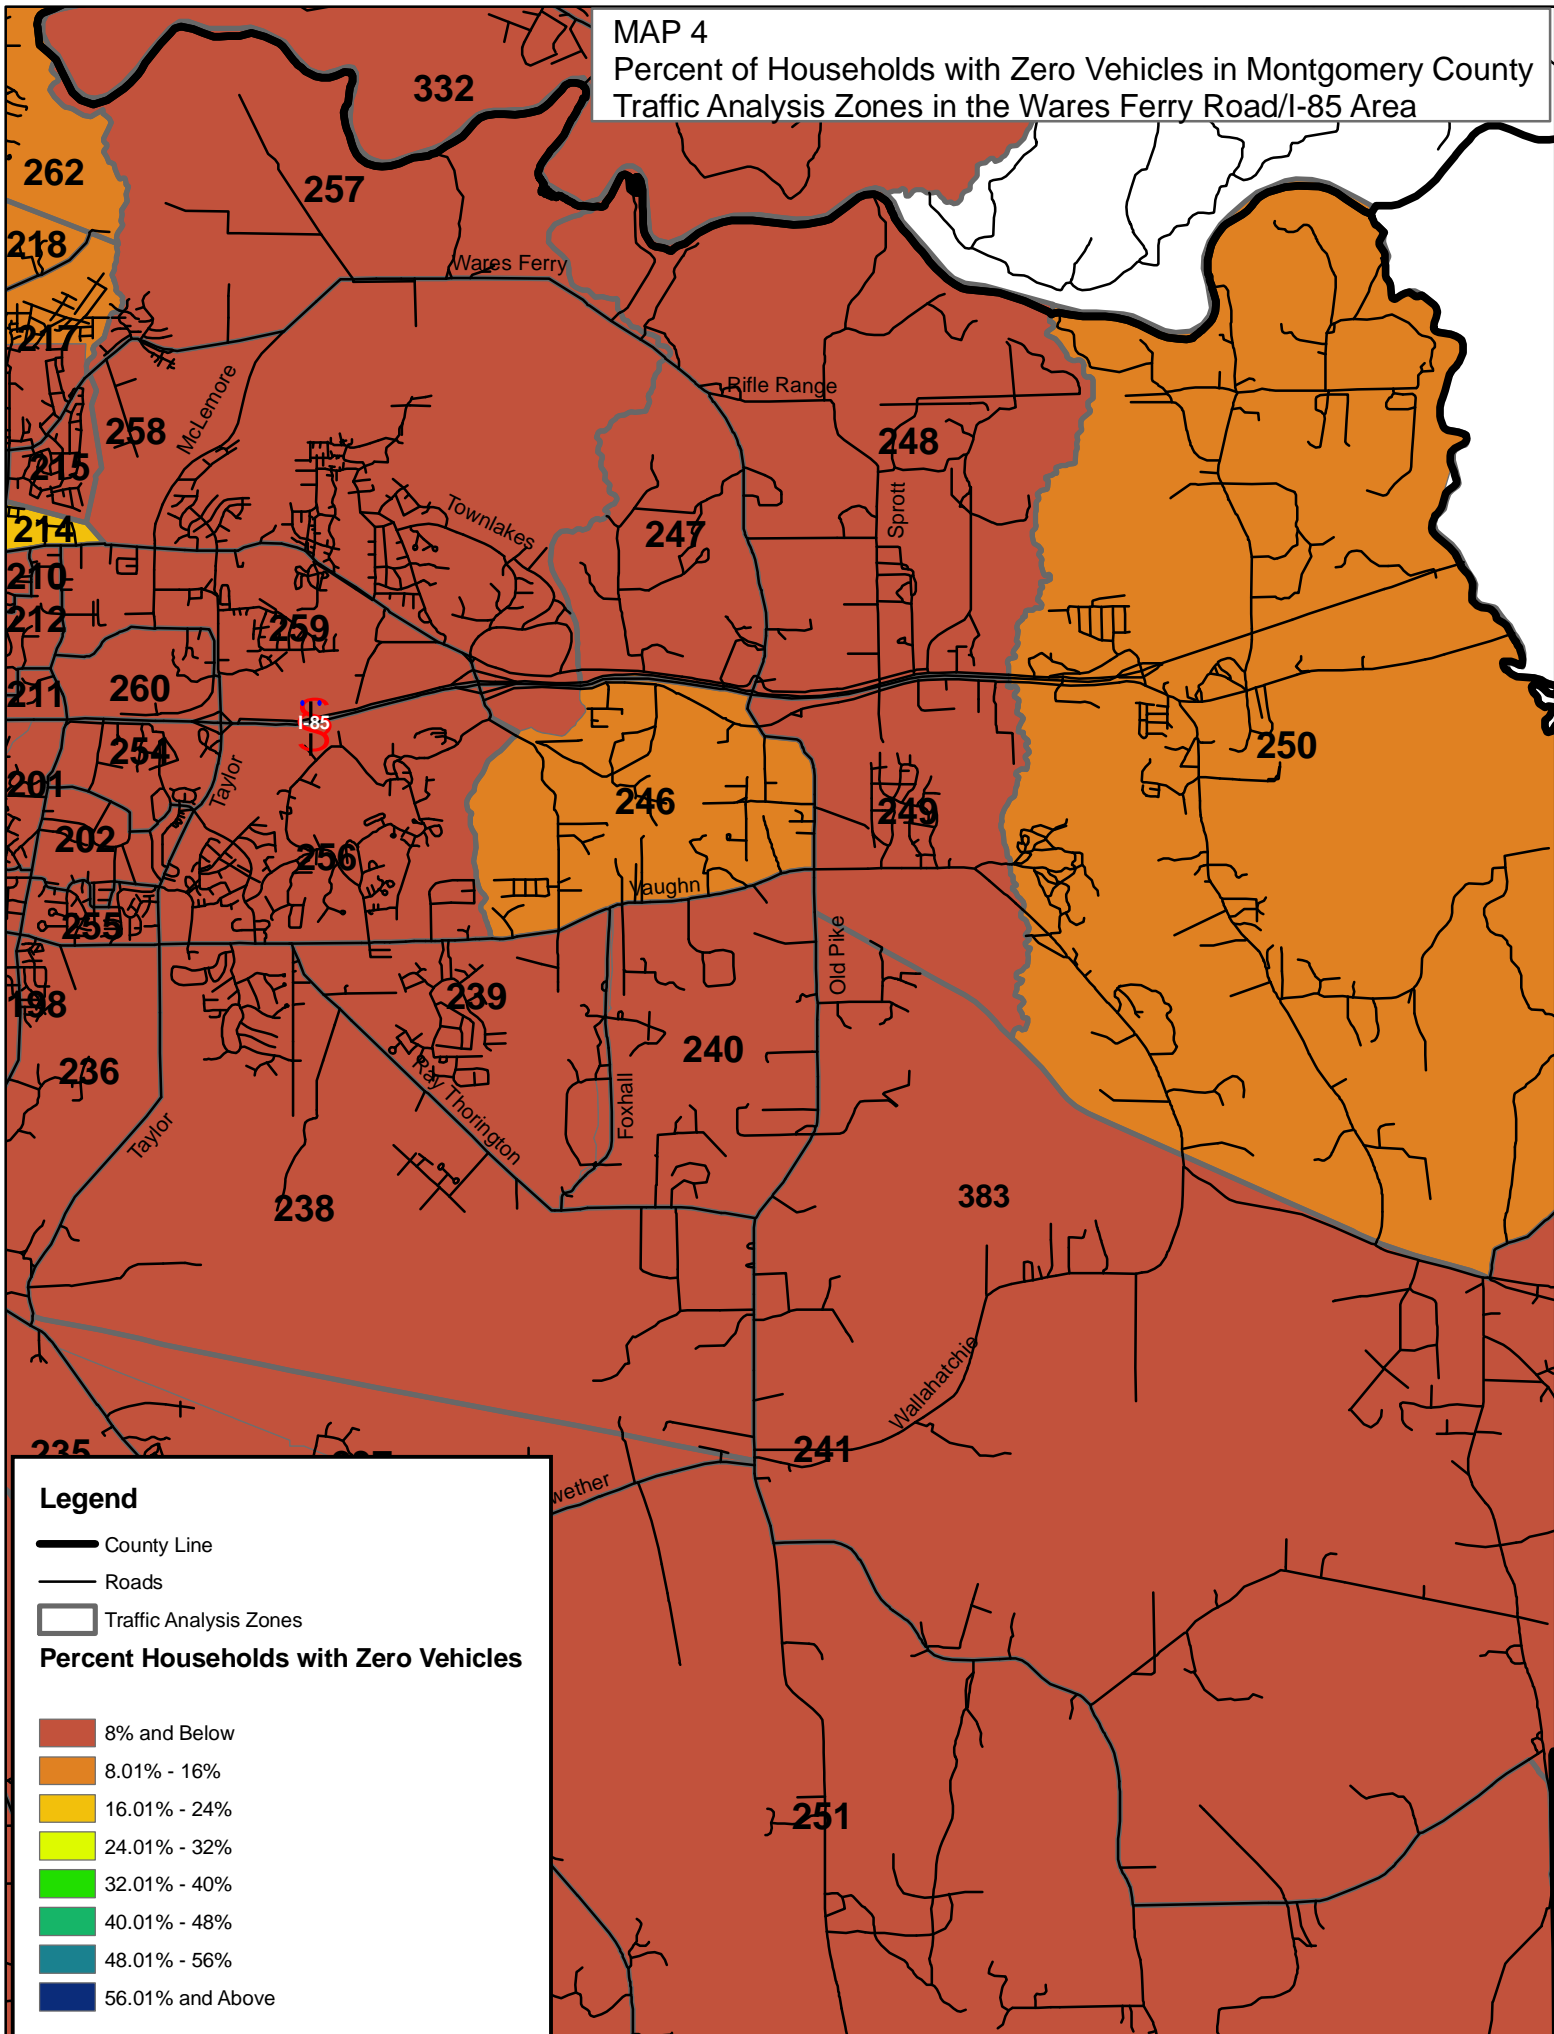 MAP 4
Percent of Households with Zero Vehicles in Montgomery County
Traffic Analysis Zones in the Wares Ferry Road/I-85 Area
332
262
257
218
Wares Ferry
217
McLemore
Rifle Range
258
248
215
Sprott
Townlakes
214
247
210
212
259
211
260
I-85
254
250
201
Taylor
246
249
202
256
Vaughn
255
Old Pike
198
239
240
236
Ray Thorington
Foxhall
Taylor
383
238
Wallahatchie
235
241
wether
251
Legend
County Line
Roads
Traffic Analysis Zones
Percent Households with Zero Vehicles
8% and Below
8.01% - 16%
16.01% - 24%
24.01% - 32%
32.01% - 40%
40.01% - 48%
48.01% - 56%
56.01% and Above